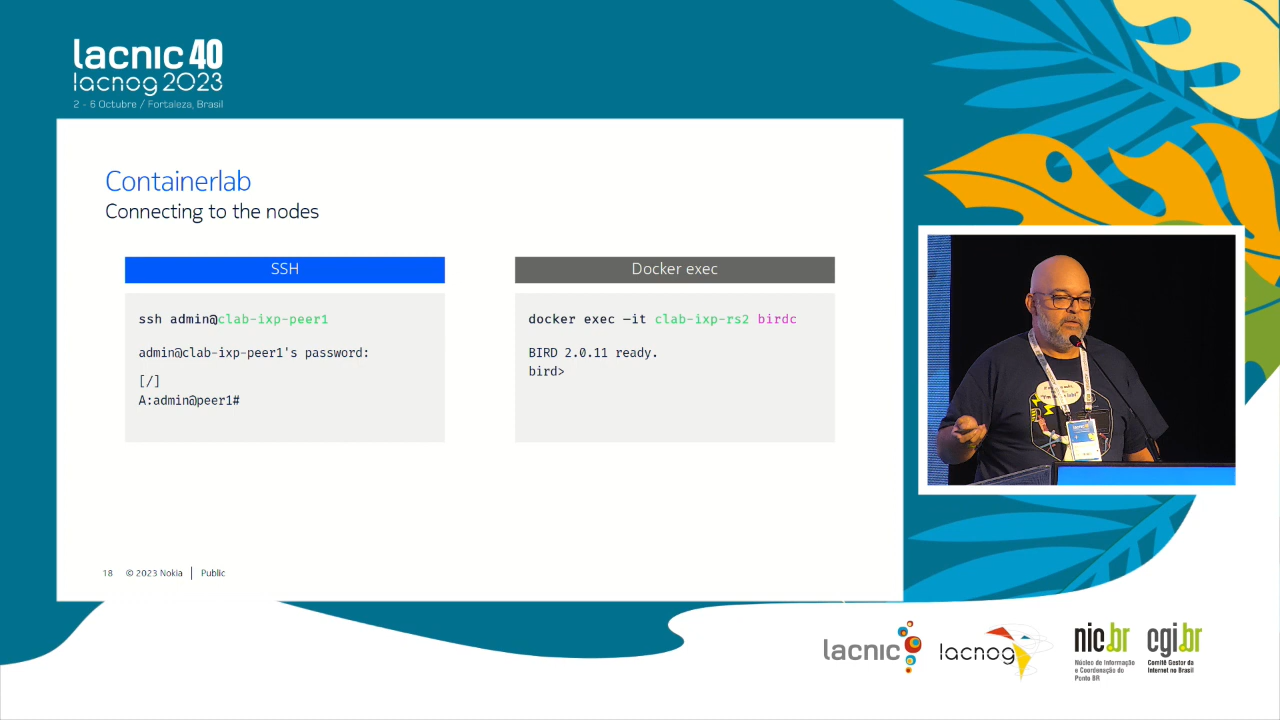 lacnic 40
lacnog 2023
2 - 6 Octubre / Fortaleza, Brasil
Containerlab
Connecting to the nodes
SSH
ssh admin@clab-ixp-peer1
admin@clab-ixp-peer1's password:
[/]
A:admin@peer1#
Docker exec
docker exec –it clab-ixp-rs2 birdc
BIRD 2.0.11 ready.
bird>
18 © 2023 Nokia | Public
lacnic
lacnog
nic.br
Núcleo de Informação
e Coordenação do
Ponto BR
cgi.br
Comitê Gestor da
Internet no Brasil